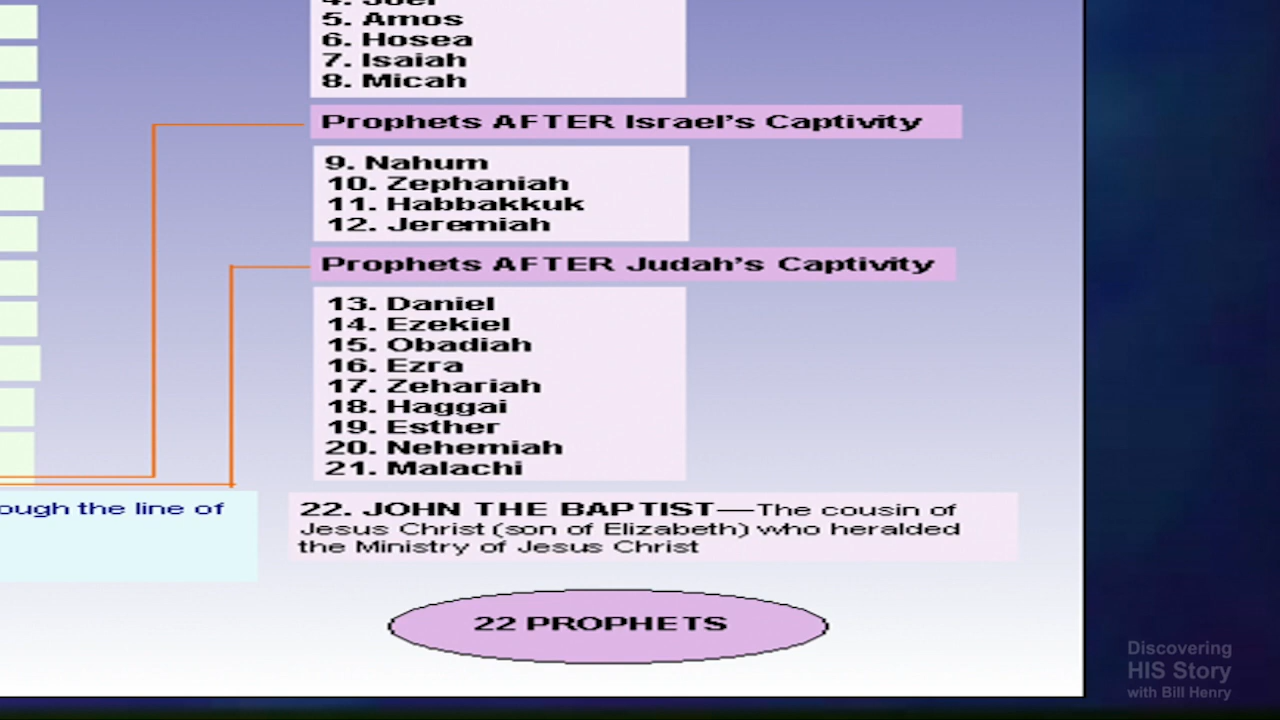 4. Joel
5. Amos
6. Hosea
7. Isaiah
8. Micah
Prophets AFTER Israel's Captivity
9. Nahum
10. Zephaniah
11. Habbakkuk
12. Jeremiah
Prophets AFTER Judah's Captivity
13. Daniel
14. Ezekiel
15. Obadiah
16. Ezra
17. Zehariah
18. Haggai
19. Esther
20. Nehemiah
21. Malachi
ough the line of
22. JOHN THE BAPTIST—The cousin of
Jesus Christ (son of Elizabeth) who heralded
the Ministry of Jesus Christ
22 PROPHETS
Discovering
HIS Story
with Bill Henry